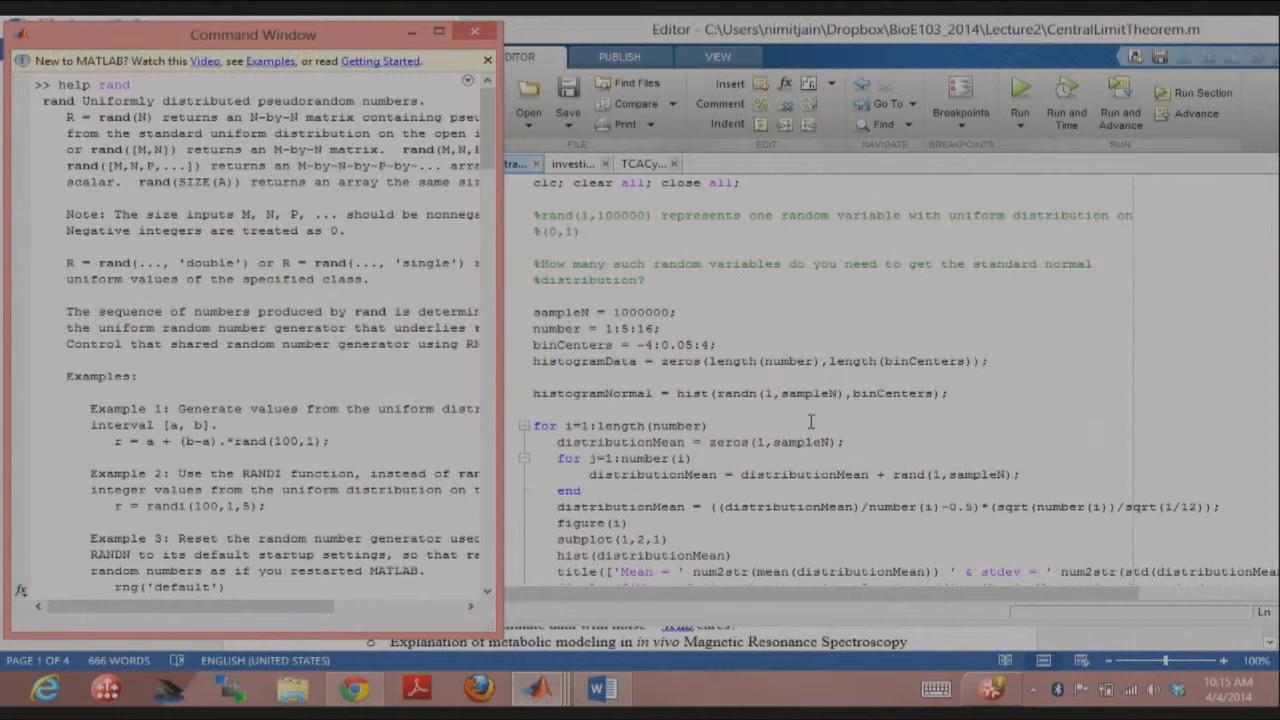 Command Window
New to MATLAB? Watch this Video, see Examples, or read Getting Started.
>> help rand
rand Uniformly distributed pseudorandom numbers.
R = rand(N) returns an N-by-N matrix containing
from the standard uniform distribution on the open
or rand([M,N]) returns an M-by-N matrix.
rand([M,N,P,...]) returns an M-by-N-by-P-by-...
scalar. rand(SIZE(A)) returns an array the same
Note: The size inputs M, N, P, ... should be
Negative integers are treated as 0.
R = rand(..., 'double') or R = rand(..., 'single')
uniform values of the specified class.
The sequence of numbers produced by rand is
the uniform random number generator that underlies
Control that shared random number generator using
Examples:
Example 1: Generate values from the uniform
interval [a, b].
r = a + (b-a).*rand(100,1);
Example 2: Use the RANDI function, instead of
integer values from the uniform distribution on
r = randi(100,1,5);
Example 3: Reset the random number generator
RANDN to its default startup settings, so that
random numbers as if you restarted MATLAB.
rng('default')
fx
Editor - C:\Users\nimitjain\Dropbox\BioE103_2014\Lecture2\CentralLimitTheorem.m
PUBLISH
VIEW
Open
Save
Find Files
Compare
Print
FILE
Insert
fx
Comment
Indent
EDIT
Go To
Find
NAVIGATE
Breakpoints
BREAKPOINTS
Run
Run and Time
Run and Advance
Run Section
Advance
RUN
investi...
TCACy...
clc; clear all; close all;
%rand(1,100000) represents one random variable with uniform distribution on
%(0,1)
%How many such random variables do you need to get the standard normal
%distribution?
sampleN = 1000000;
number = 1:5:16;
binCenters = -4:0.05:4;
histogramData = zeros(length(number),length(binCenters));
histogramNormal = hist(randn(1,sampleN),binCenters);
for i=1:length(number)
distributionMean = zeros(1,sampleN);
for j=1:number(i)
distributionMean = distributionMean + rand(1,sampleN);
end
distributionMean = ((distributionMean)/number(i)-0.5)*(sqrt(number(i))/sqrt(1/12));
figure(i)
subplot(1,2,1)
hist(distributionMean)
title(['Mean = ' num2str(mean(distributionMean)) ' & stdev = ' num2str(std(distributionMea
Ln
o Explanation of metabolic modeling in in vivo Magnetic Resonance Spectroscopy
PAGE 1 OF 4 666 WORDS ENGLISH (UNITED STATES) 100%
10:15 AM
4/4/2014